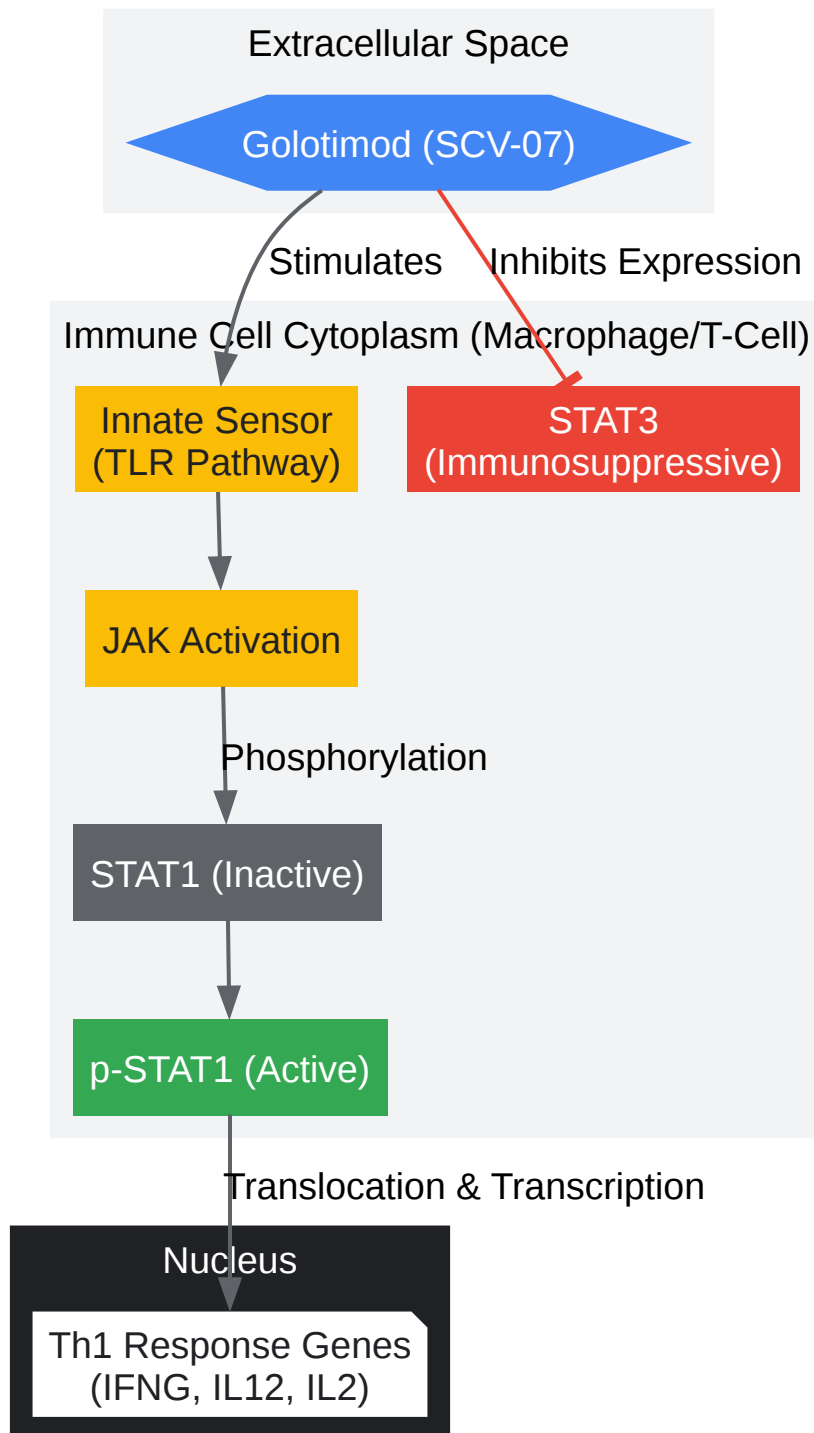 Extracellular Space
Golotimod (SCV-07)
Stimulates
Inhibits Expression
Immune Cell Cytoplasm (Macrophage/T-Cell)
Innate Sensor
(TLR Pathway)
STAT3
(Immunosuppressive)
JAK Activation
Phosphorylation
STAT1 (Inactive)
p-STAT1 (Active)
Translocation & Transcription
Nucleus
Th1 Response Genes
(IFNG, IL12, IL2)